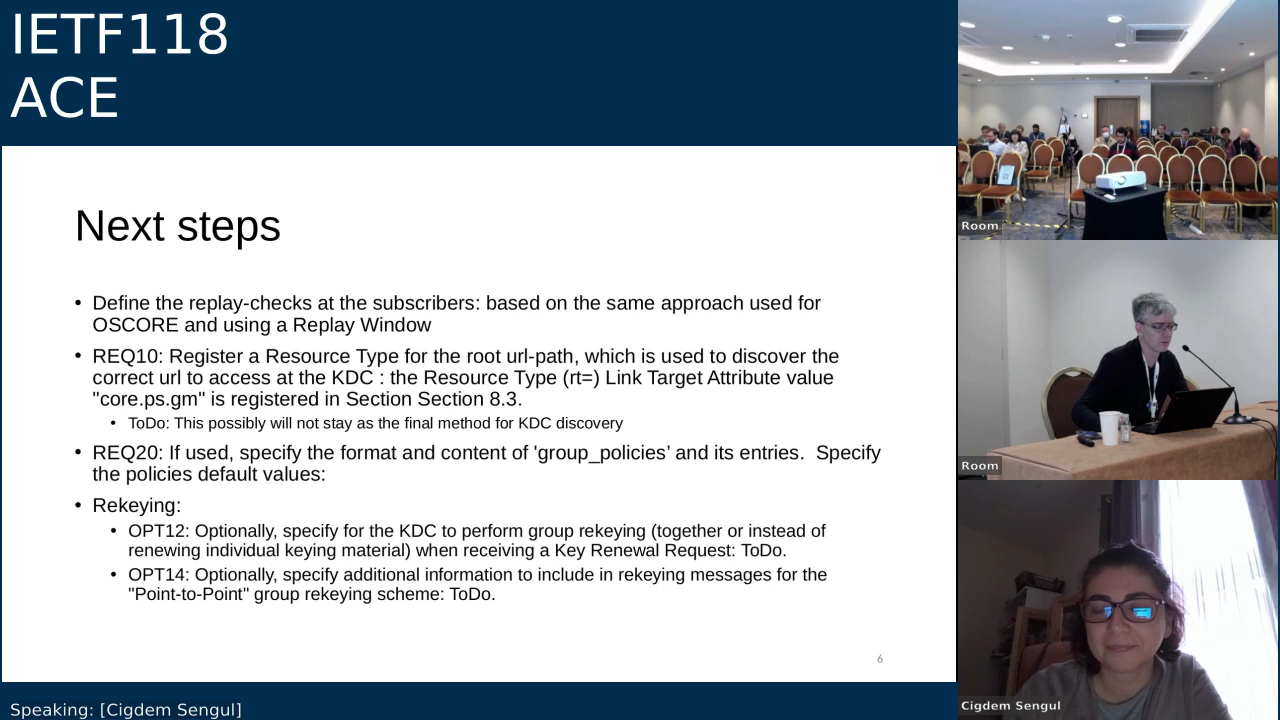 IETF118
ACE
Next steps
• Define the replay-checks at the subscribers: based on the same approach used for
OSCORE and using a Replay Window
• REQ10: Register a Resource Type for the root url-path, which is used to discover the
correct url to access at the KDC : the Resource Type (rt=) Link Target Attribute value
"core.ps.gm" is registered in Section Section 8.3.
• ToDo: This possibly will not stay as the final method for KDC discovery
• REQ20: If used, specify the format and content of 'group_policies’ and its entries.  Specify
the policies default values:
• Rekeying:
• OPT12: Optionally, specify for the KDC to perform group rekeying (together or instead of
renewing individual keying material) when receiving a Key Renewal Request: ToDo.
• OPT14: Optionally, specify additional information to include in rekeying messages for the
"Point-to-Point" group rekeying scheme: ToDo.
6
Speaking: [Cigdem Sengul]
Room
Room
Cigdem Sengul